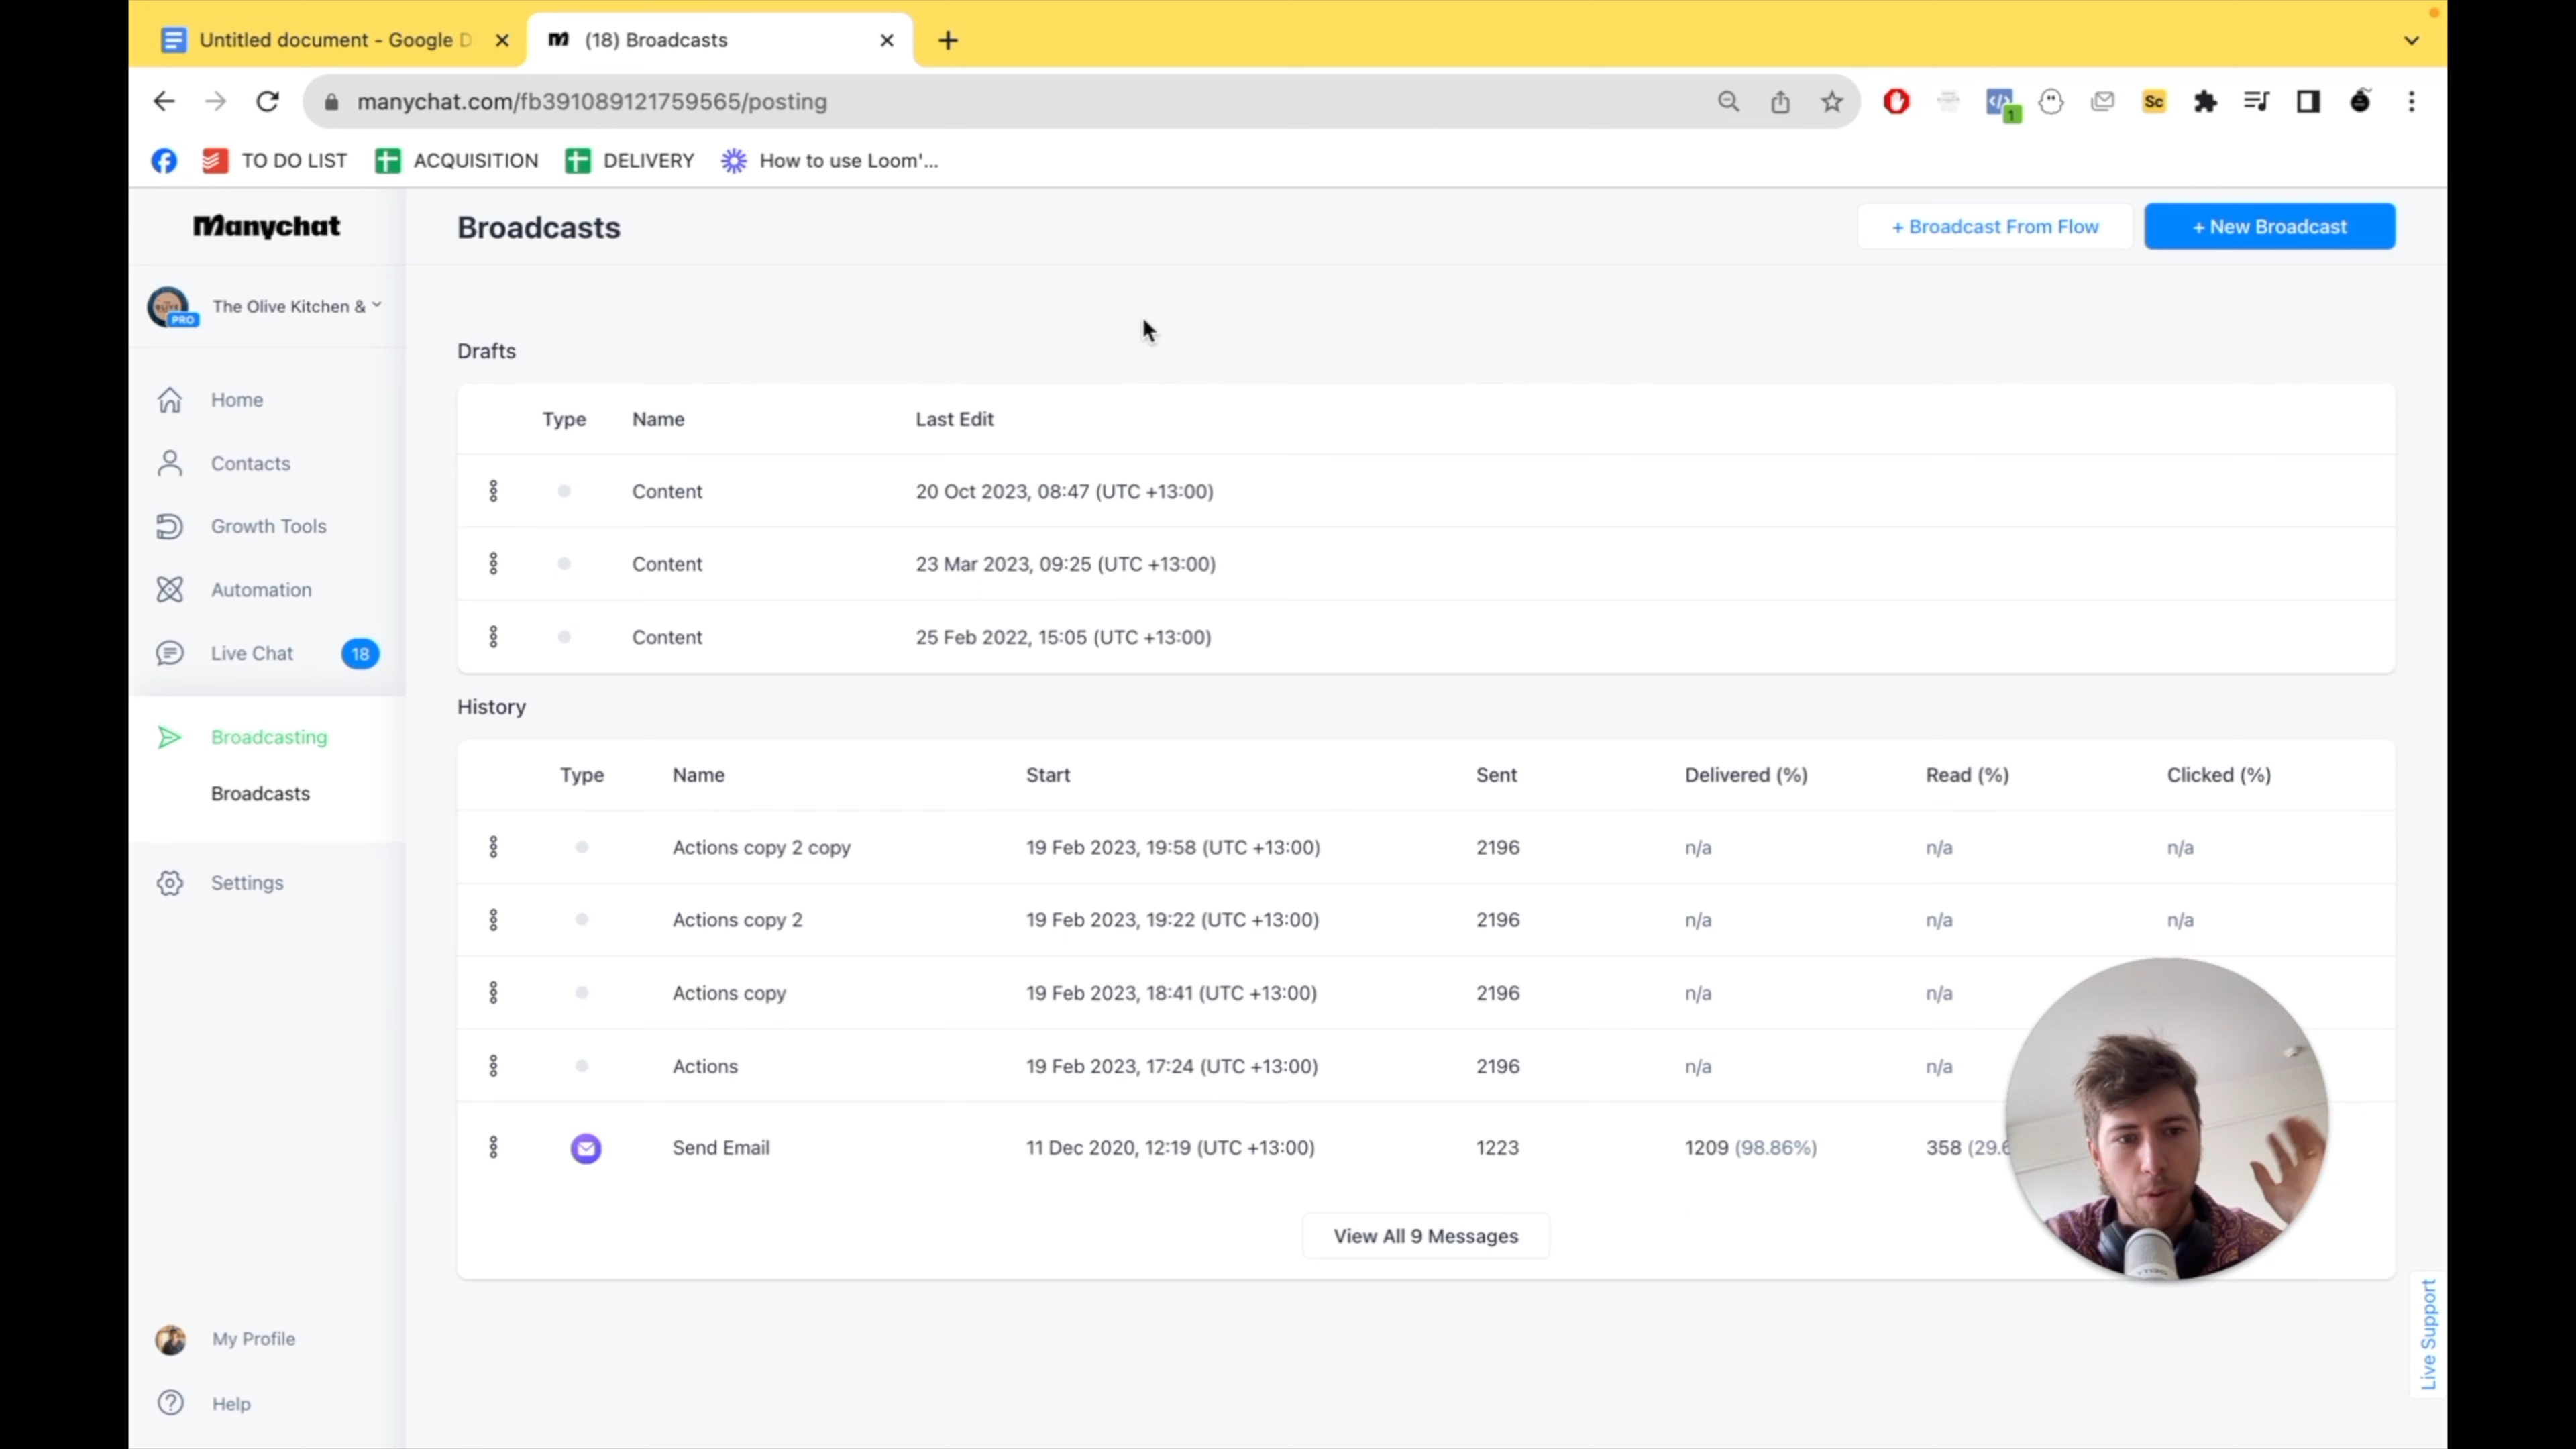 Untitled document - Google D
(18) Broadcasts
manychat.com/fb391089121759565/posting
Sc
1
TO DO LIST
ACQUISITION
DELIVERY
How to use Loom'...
Manychat
Broadcasts
+ Broadcast From Flow
+ New Broadcast
PRO
The Olive Kitchen &
Drafts
Home
Type Name Last Edit
Contacts
Content 20 Oct 2023, 08:47 (UTC +13:00)
Growth Tools
Content 23 Mar 2023, 09:25 (UTC +13:00)
Automation
Content 25 Feb 2022, 15:05 (UTC +13:00)
Live Chat 18
History
Broadcasting
Type Name Start Sent Delivered (%) Read (%) Clicked (%)
Broadcasts
Actions copy 2 copy 19 Feb 2023, 19:58 (UTC +13:00) 2196 n/a n/a n/a
Settings
Actions copy 2 19 Feb 2023, 19:22 (UTC +13:00) 2196 n/a n/a n/a
Actions copy 19 Feb 2023, 18:41 (UTC +13:00) 2196 n/a n/a
Actions 19 Feb 2023, 17:24 (UTC +13:00) 2196 n/a n/a
Send Email 11 Dec 2020, 12:19 (UTC +13:00) 1223 1209 (98.86%) 358 (29.6
View All 9 Messages
Live Support
My Profile
Help